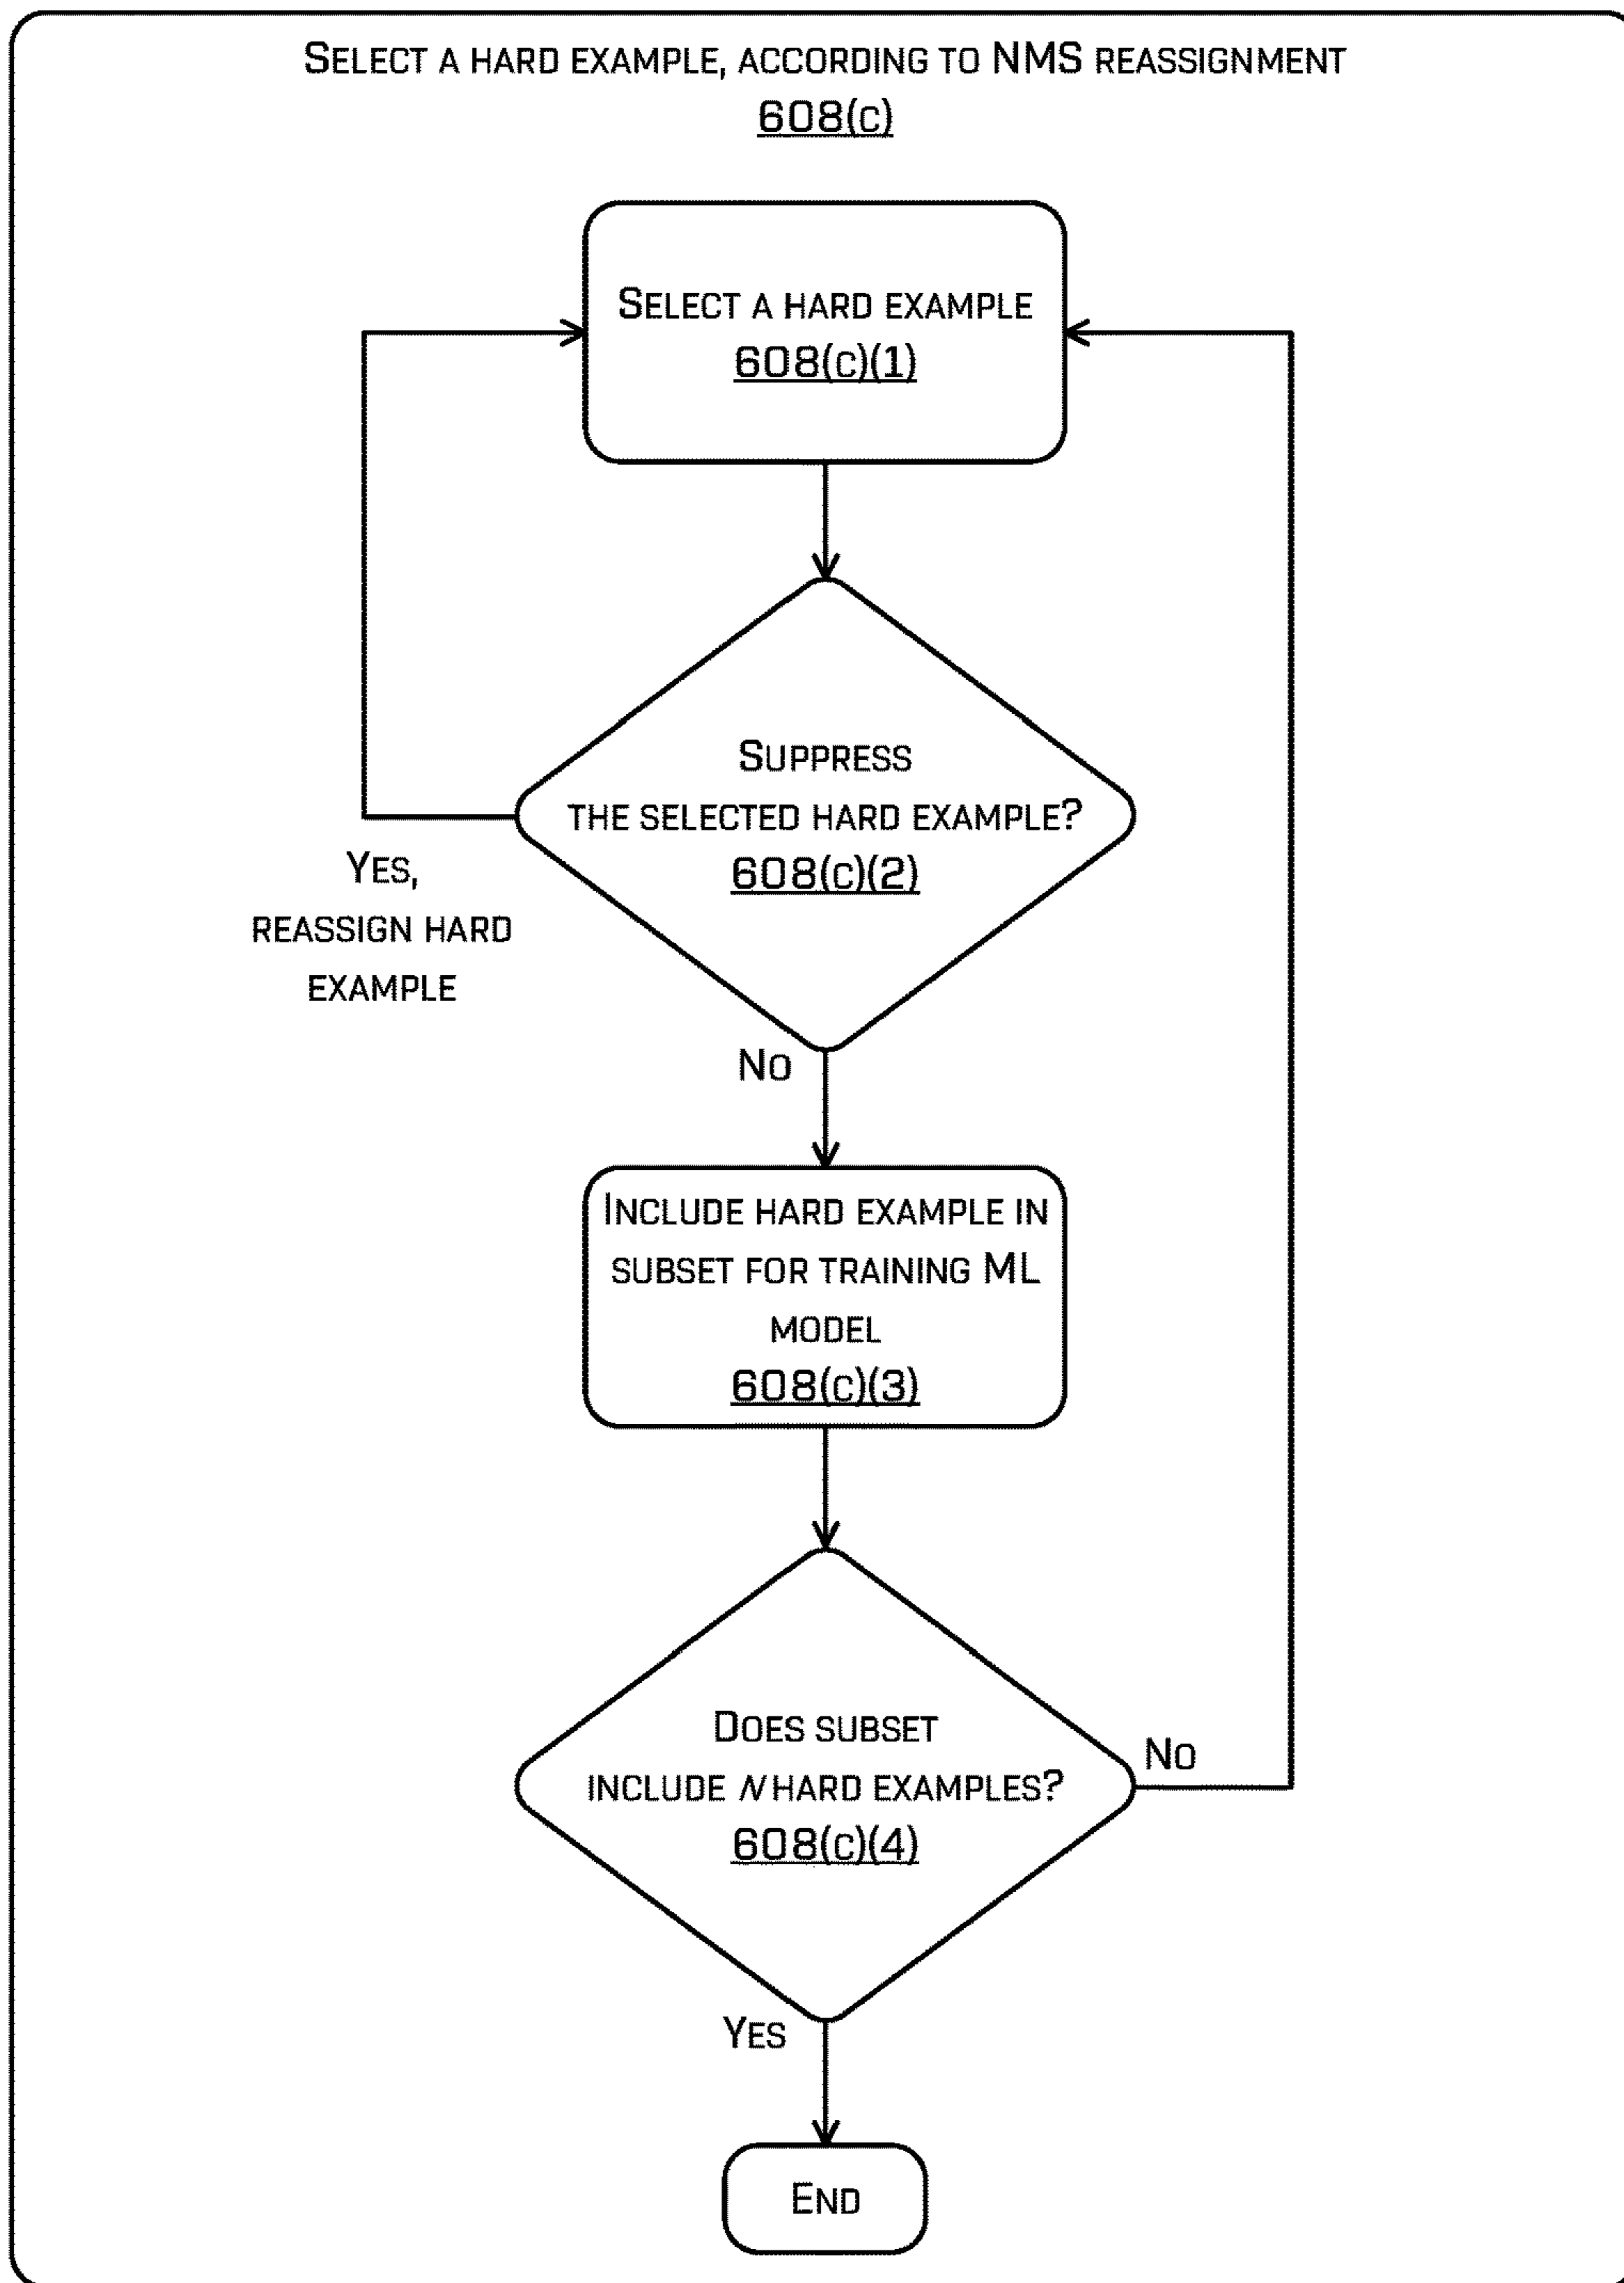 Select a hard example, according to NMS reassignment
608(c)
Select a hard example
608(c)(1)
Suppress
the selected hard example?
608(c)(2)
Yes,
reassign hard
example
No
Include hard example in
subset for training ML
model
608(c)(3)
Does subset
include N hard examples?
608(c)(4)
No
Yes
End